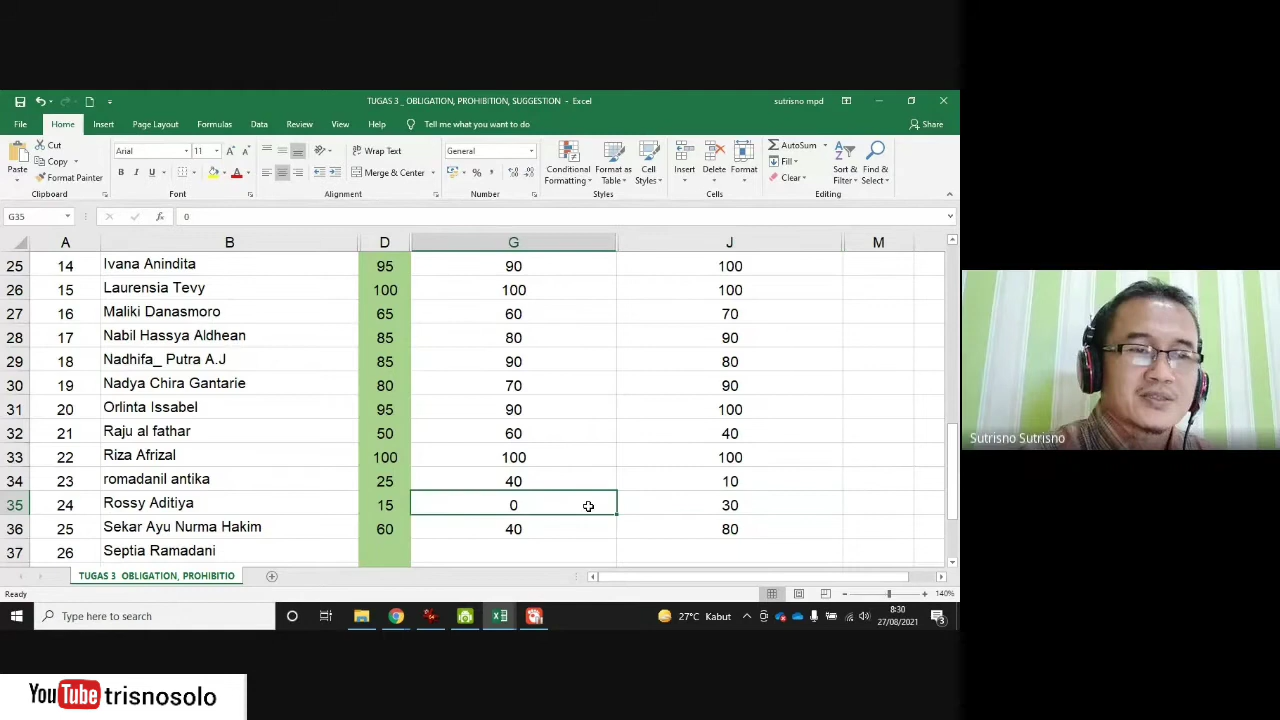 TUGAS 3 _ OBLIGATION, PROHIBITION, SUGGESTION - Excel
sutrisno mpd
File Home Insert Page Layout Formulas Data Review View Help Tell me what you want to do Share
Paste
Cut
Copy
Format Painter
Clipboard
Arial 11
B I U
Font
Wrap Text
Merge & Center
Alignment
General
Number
Conditional Formatting
Format as Table
Cell Styles
Styles
Insert
Delete
Format
Cells
AutoSum
Fill
Clear
Sort & Filter
Find & Select
Editing
G35 fx 0
A B D G J M
25 14 Ivana Anindita 95 90 100
26 15 Laurensia Tevy 100 100 100
27 16 Maliki Danasmoro 65 60 70
28 17 Nabil Hassya Aldhean 85 80 90
29 18 Nadhifa_ Putra A.J 85 90 80
30 19 Nadya Chira Gantarie 80 70 90
31 20 Orlinta Issabel 95 90 100
32 21 Raju al fathar 50 60 40
33 22 Riza Afrizal 100 100 100
34 23 romadanil antika 25 40 10
35 24 Rossy Aditiya 15 0 30
36 25 Sekar Ayu Nurma Hakim 60 40 80
37 26 Septia Ramadani
TUGAS 3 OBLIGATION, PROHIBITIO
Ready
140%
Type here to search
27°C Kabut
8:30
27/08/2021
3
Sutrisno Sutrisno
YouTube trisnosolo